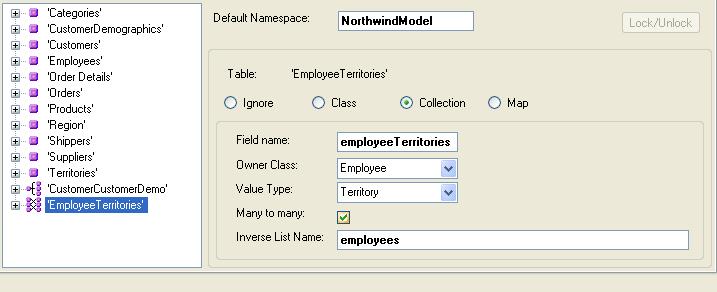 'Categories'
'CustomerDemographics'
'Customers'
'Employees'
'Order Details'
'Orders'
'Products'
'Region'
'Shippers'
'Suppliers'
'Territories'
'CustomerCustomerDemo'
'EmployeeTerritories'
Default Namespace: NorthwindModel Lock/Unlock
Table: 'EmployeeTerritories'
Ignore Class Collection Map
Field name: employeeTerritories
Owner Class: Employee
Value Type: Territory
Many to many:
Inverse List Name: employees